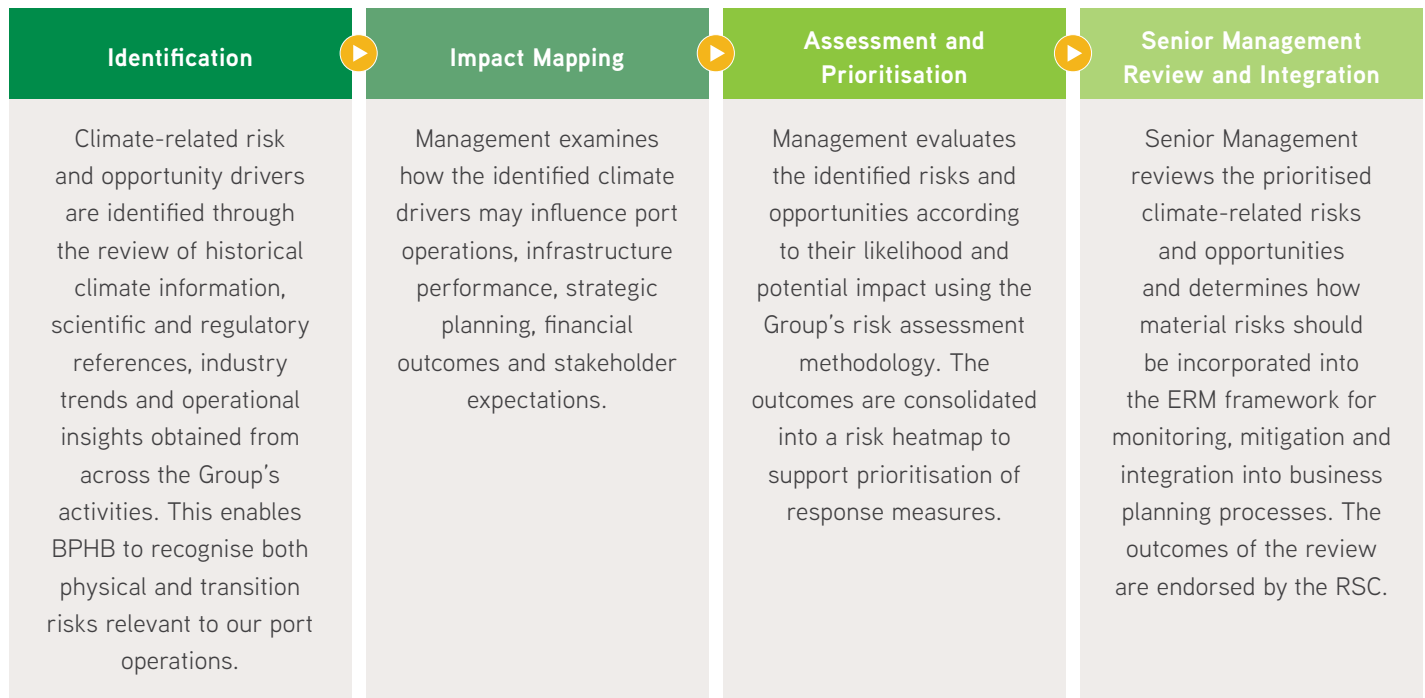 Identification
Climate-related risk
and opportunity drivers
are identified through
the review of historical
climate information,
scientific and regulatory
references, industry
trends and operational
insights obtained from
across the Group’s
activities. This enables
BPHB to recognise both
physical and transition
risks relevant to our port
operations.
Impact Mapping
Management examines
how the identified climate
drivers may influence port
operations, infrastructure
performance, strategic
planning, financial
outcomes and stakeholder
expectations.
Assessment and
Prioritisation
Management evaluates
the identified risks and
opportunities according
to their likelihood and
potential impact using the
Group’s risk assessment
methodology. The
outcomes are consolidated
into a risk heatmap to
support prioritisation of
response measures.
Senior Management
Review and Integration
Senior Management
reviews the prioritised
climate-related risks
and opportunities
and determines how
material risks should
be incorporated into
the ERM framework for
monitoring, mitigation and
integration into business
planning processes. The
outcomes of the review
are endorsed by the RSC.